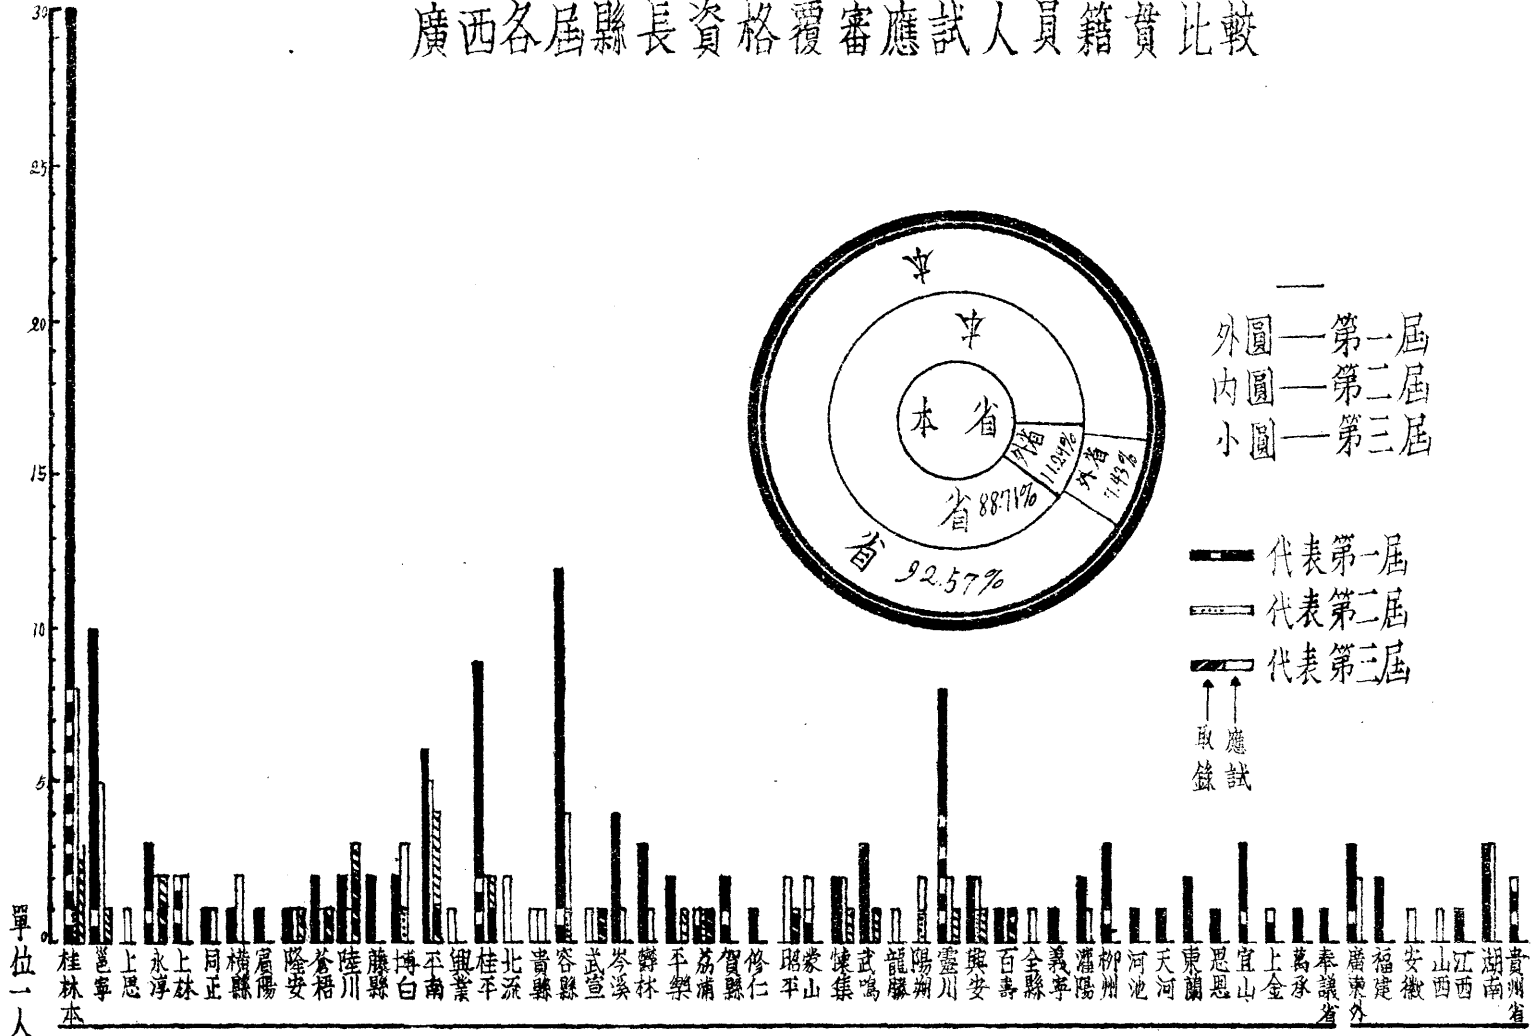 廣西各屆縣長資格覆審應試人員籍貫比較
30
25
20
15
10
5
0
單位一人
本省
本省
本省
外省
11.29%
外省
7.43%
88.71%
92.57%
外圓——第一屆
內圓——第二屆
小圓——第三屆
代表第一屆
代表第二屆
代表第三屆
取錄
應試
桂林
邕寧
上思
永淳
上林
同正
橫縣
賓陽
隆安
蒼梧
陸川
藤縣
博白
平南
興業
桂平
北流
貴縣
容縣
武宣
岑溪
鬱林
平樂
荔浦
賀縣
修仁
昭平
蒙山
懷集
武鳴
龍勝
陽朔
靈川
興安
百壽
全縣
義寧
灌陽
柳州
河池
天河
東蘭
思恩
宜山
上金
萬承
奉議
廣東
福建
安徽
山西
江西
湖南
貴州
本
省
外
省